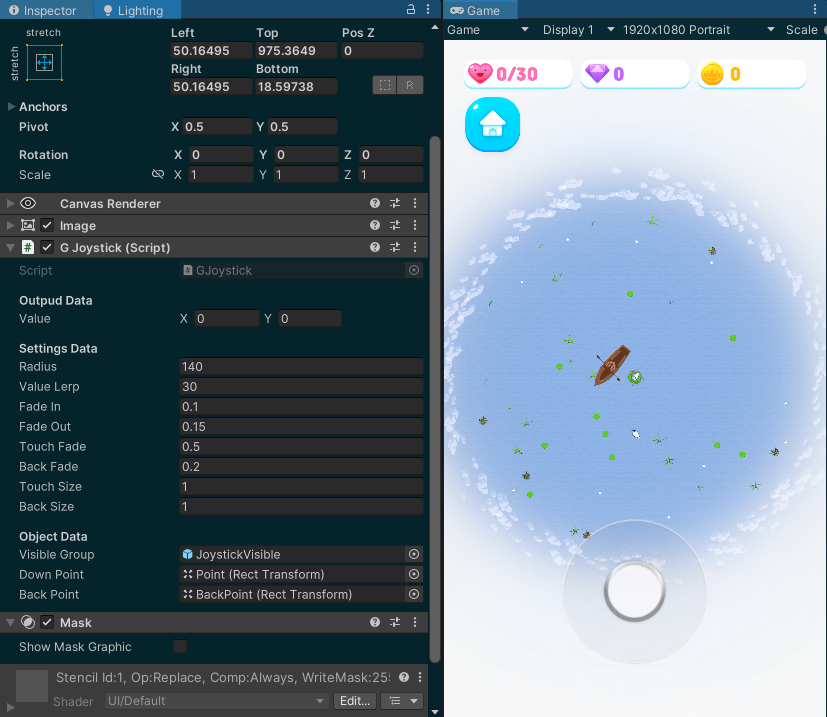 Inspector
Lighting
stretch
stretch
Left
Top
Pos Z
50.16495
975.3649
0
Right
Bottom
50.16495
18.59738
R
Anchors
Pivot
X 0.5
Y 0.5
Rotation
X 0
Y 0
Z 0
Scale
X 1
Y 1
Z 1
Canvas Renderer
Image
# G Joystick (Script)
Script
GJoystick
Outpud Data
Value
X 0
Y 0
Settings Data
Radius 140
Value Lerp 30
Fade In 0.1
Fade Out 0.15
Touch Fade 0.5
Back Fade 0.2
Touch Size 1
Back Size 1
Object Data
Visible Group JoystickVisible
Down Point Point (Rect Transform)
Back Point BackPoint (Rect Transform)
Mask
Show Mask Graphic
Stencil Id:1, Op:Replace, Comp:Always, WriteMask:25
Shader UI/Default Edit...
Game
Game
Display 1
1920x1080 Portrait
Scale
0/30
0
0